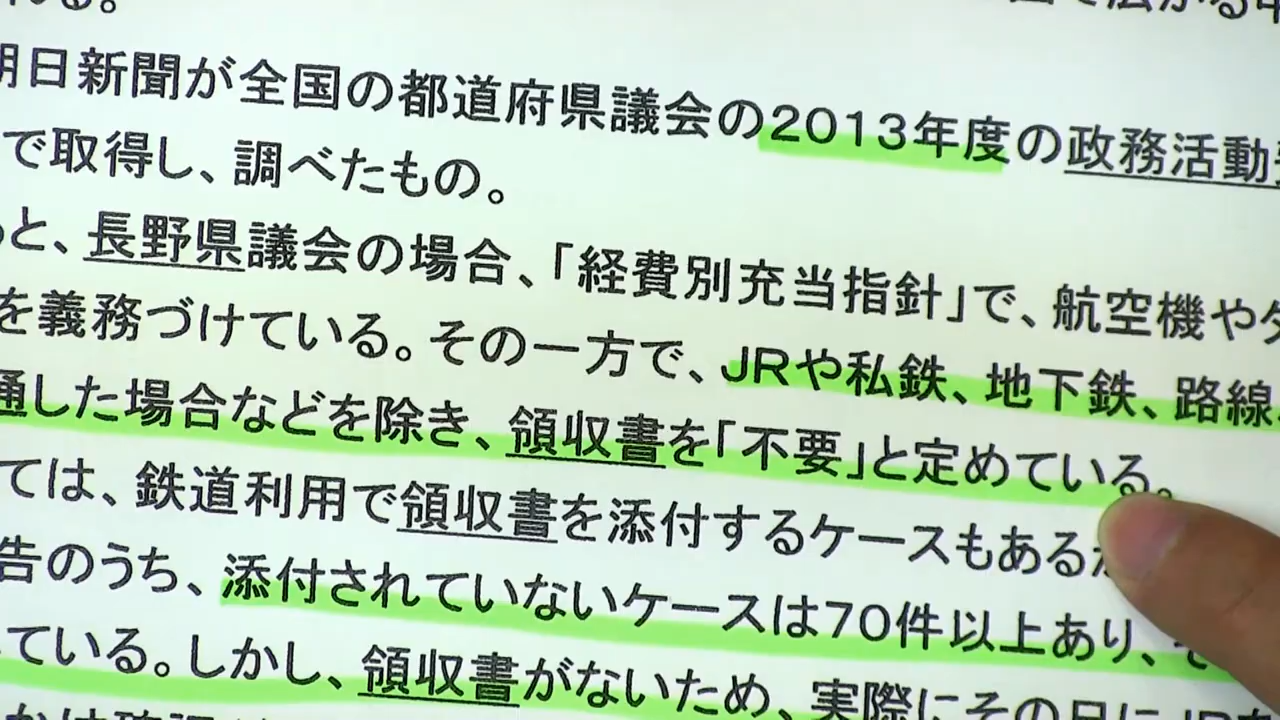 朝日新聞が全国の都道府県議会の2013年度の政務活動費
で取得し、調べたもの。
と、長野県議会の場合、「経費別充当指針」で、航空機やタ
を義務づけている。その一方で、JRや私鉄、地下鉄、路線
通した場合などを除き、領収書を「不要」と定めている。
ては、鉄道利用で領収書を添付するケースもあるが
告のうち、添付されていないケースは70件以上あり、そ
ている。しかし、領収書がないため、実際にその日にJRを